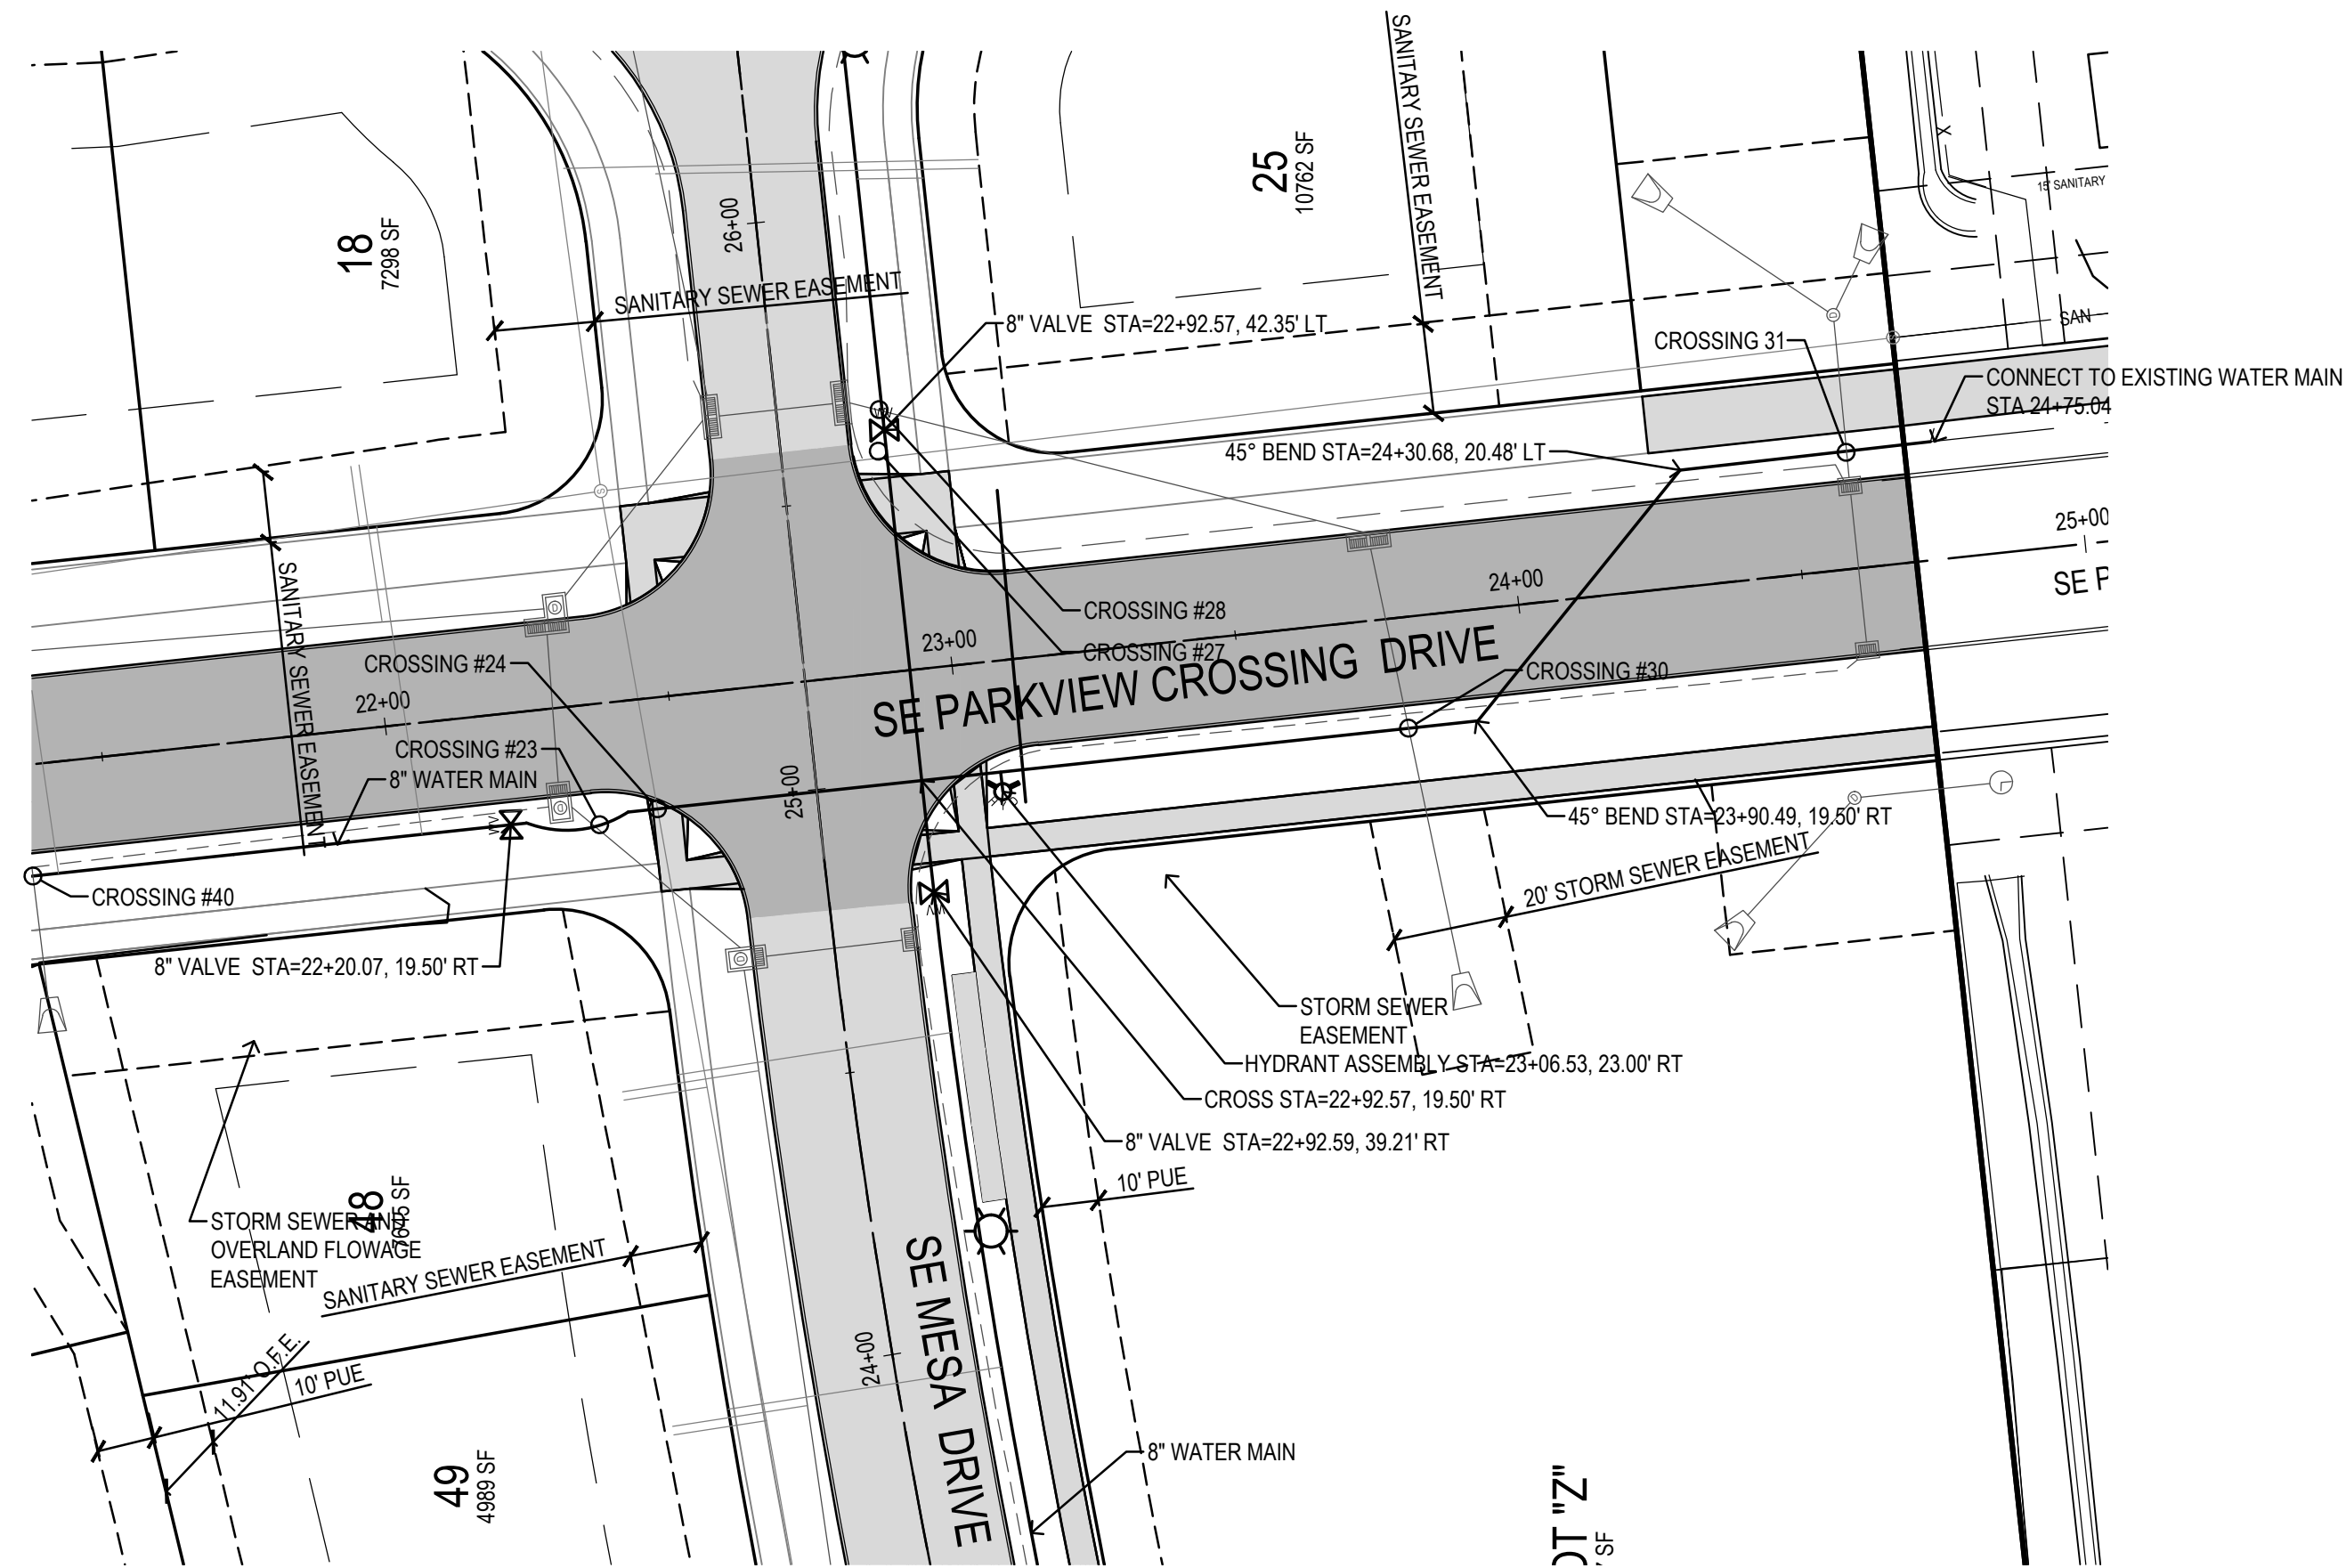 SANITARY SEWER EASEMENT
25
10762 SF
18
7298 SF
26+00
SANITARY SEWER EASEMENT
X
15' SANITARY
SAN
8" VALVE STA=22+92.57, 42.35' LT
CROSSING 31
CONNECT TO EXISTING WATER MAIN
STA 24+75.04
45° BEND STA=24+30.68, 20.48' LT
25+00
SE P
24+00
CROSSING #28
23+00
CROSSING #27
SE PARKVIEW CROSSING DRIVE
CROSSING #30
CROSSING #24
22+00
SANITARY SEWER EASEMENT
CROSSING #23
8" WATER MAIN
25+00
45° BEND STA=23+90.49, 19.50' RT
20' STORM SEWER EASEMENT
CROSSING #40
8" VALVE STA=22+20.07, 19.50' RT
STORM SEWER
EASEMENT
HYDRANT ASSEMBLY STA=23+06.53, 23.00' RT
CROSS STA=22+92.57, 19.50' RT
8" VALVE STA=22+92.59, 39.21' RT
10' PUE
48
SF
STORM SEWER AND
OVERLAND FLOWAGE
EASEMENT
SANITARY SEWER EASEMENT
11.91' O.F.E.
10' PUE
24+00
SE MESA DRIVE
8" WATER MAIN
49
4989 SF
OT "Z"
SF